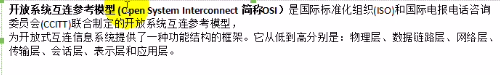 开放系统互连参考模型 (Open System Interconnect 简称OSI) 是国际标准化组织(ISO)和国际电报电话咨询
委员会(CCITT)联合制定的开放系统互连参考模型，
为开放式互连信息系统提供了一种功能结构的框架。它从低到高分别是：物理层、数据链路层、网络层、
传输层、会话层、表示层和应用层。